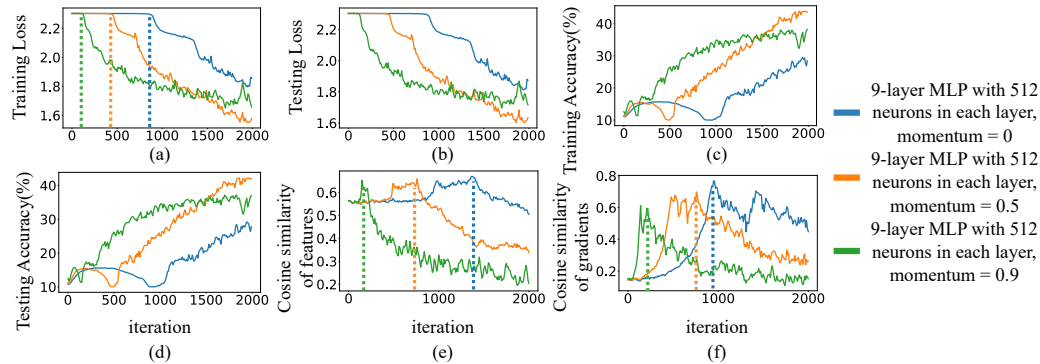 Training Loss
2.2
2.0
1.8
1.6
0
500
1000
1500
2000
(a)
Testing Loss
2.2
2.0
1.8
1.6
0
500
1000
1500
2000
(b)
Training Accuracy(%)
40
30
20
10
0
500
1000
1500
2000
(c)
9-layer MLP with 512
neurons in each layer,
momentum = 0
9-layer MLP with 512
neurons in each layer,
momentum = 0.5
9-layer MLP with 512
neurons in each layer,
momentum = 0.9
Testing Accuracy(%)
40
30
20
10
0
500
1000
1500
2000
iteration
(d)
Cosine similarity
of features
0.6
0.5
0.4
0.3
0.2
0
1000
2000
iteration
(e)
Cosine similarity
of gradients
0.8
0.6
0.4
0.2
0
500
1000
1500
2000
iteration
(f)